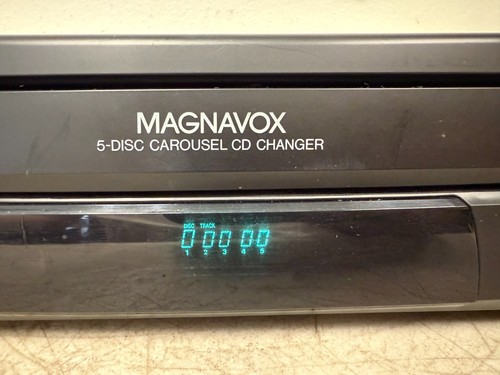 MAGNAVOX
5-DISC CAROUSEL CD CHANGER
DISC TRACK
0 00 00
1 2 3 4 5